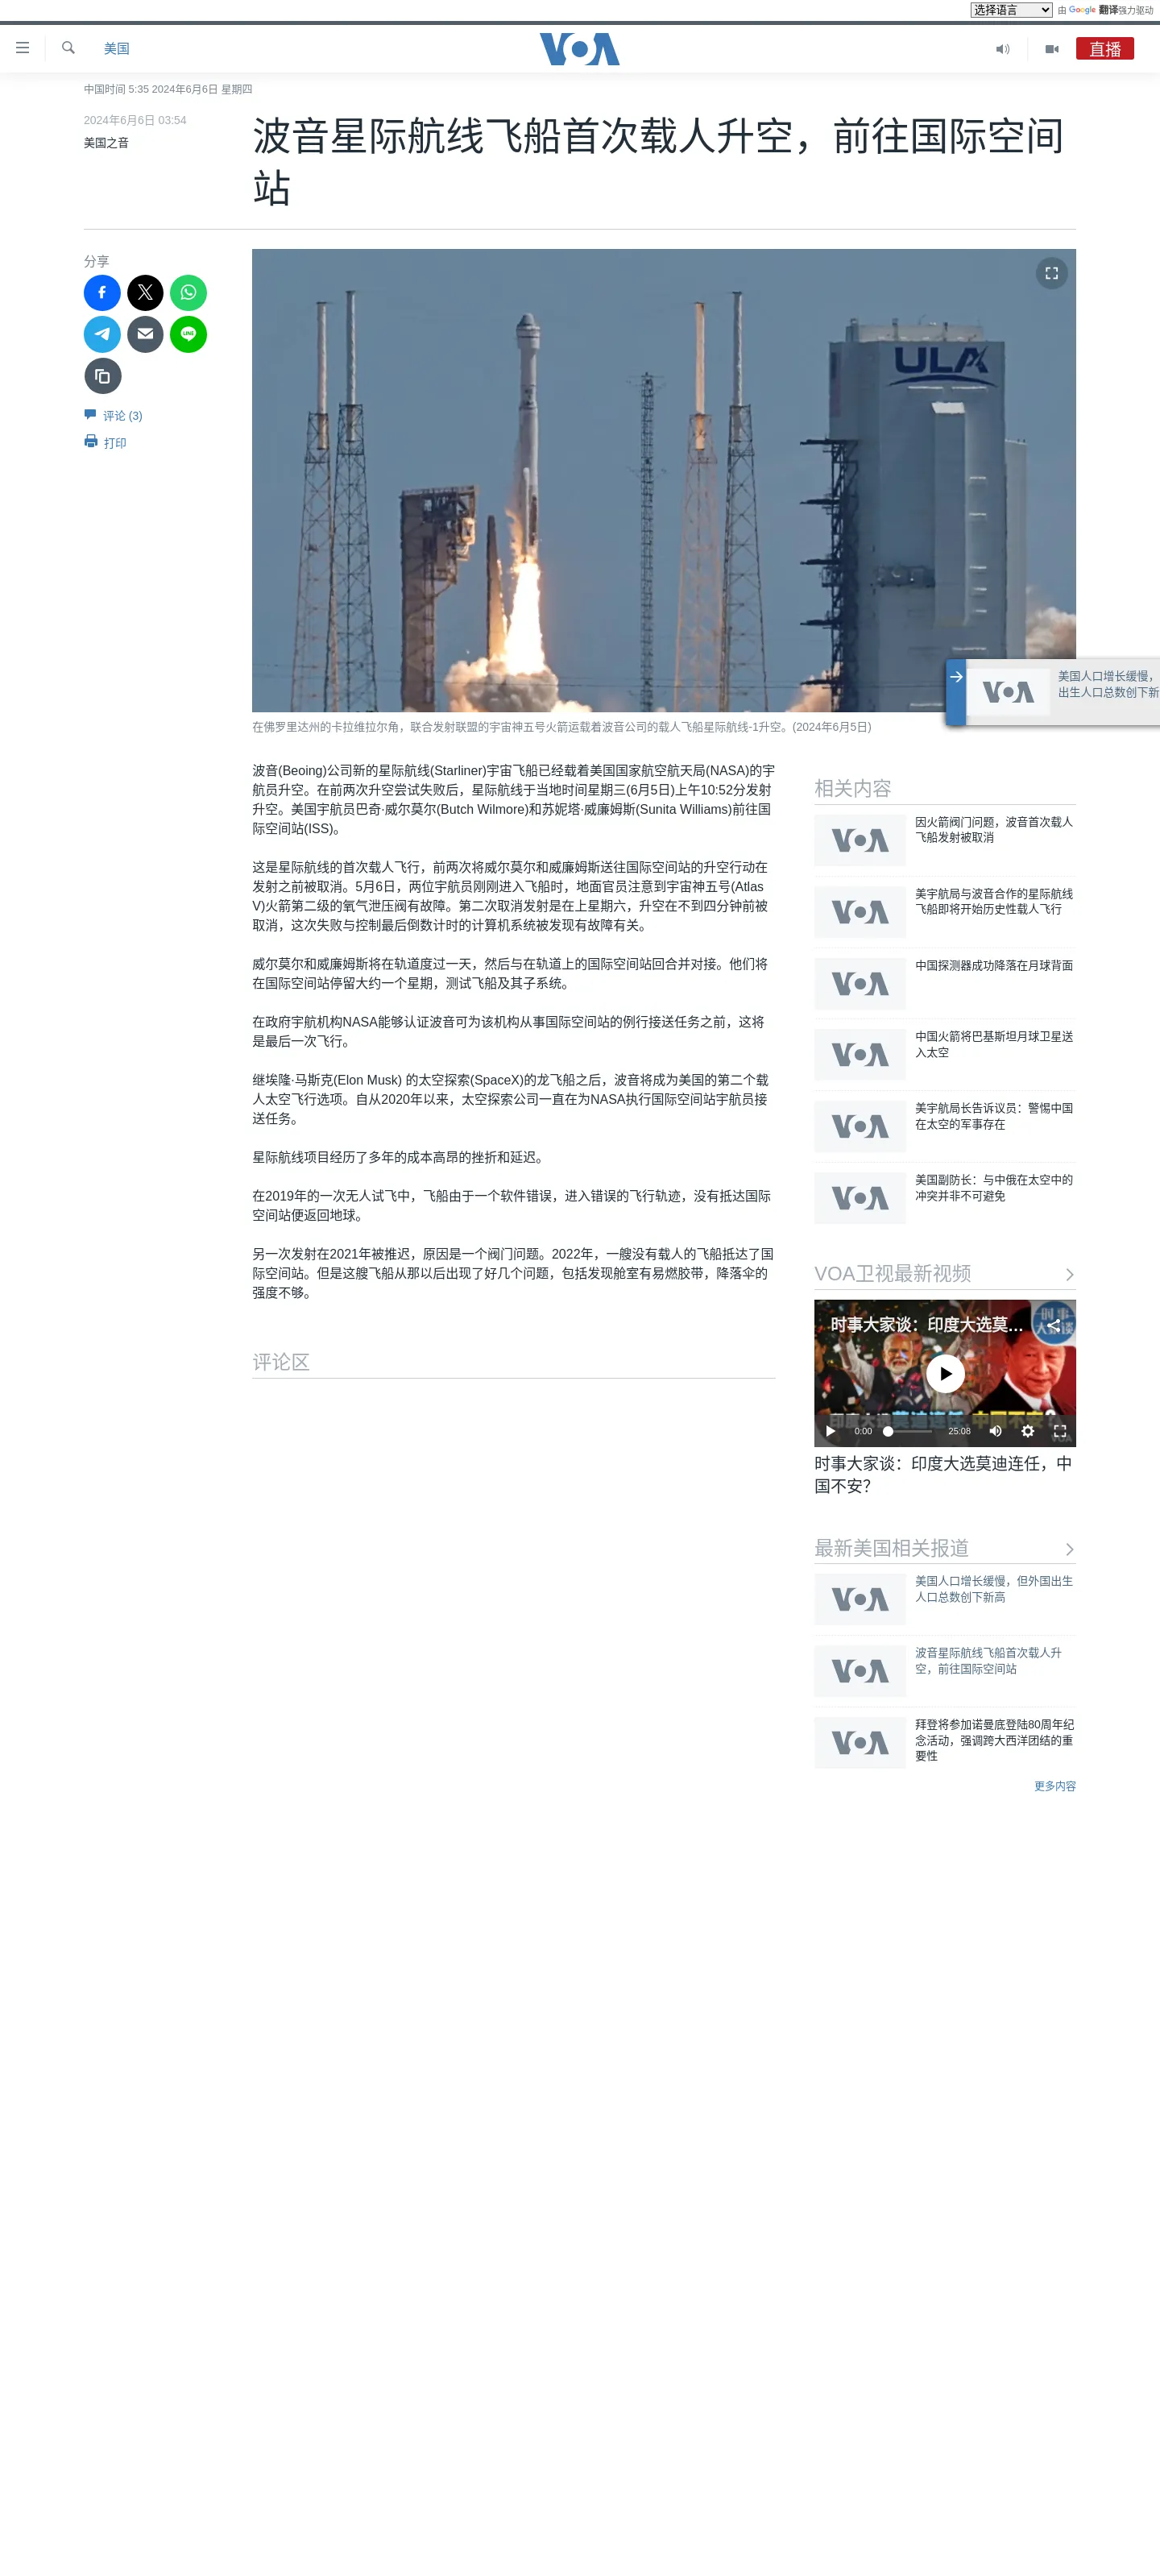 选择语言 由 Google 翻译强力驱动
美国
VOA
直播
中国时间 5:35 2024年6月6日 星期四
2024年6月6日 03:54
美国之音
波音星际航线飞船首次载人升空，前往国际空间
站
分享
LINE
评论 (3)
打印
ULA
美国人口增长缓慢，
出生人口总数创下新
VOA
在佛罗里达州的卡拉维拉尔角，联合发射联盟的宇宙神五号火箭运载着波音公司的载人飞船星际航线-1升空。(2024年6月5日)
波音(Beoing)公司新的星际航线(Starliner)宇宙飞船已经载着美国国家航空航天局(NASA)的宇
航员升空。在前两次升空尝试失败后，星际航线于当地时间星期三(6月5日)上午10:52分发射
升空。美国宇航员巴奇·威尔莫尔(Butch Wilmore)和苏妮塔·威廉姆斯(Sunita Williams)前往国
际空间站(ISS)。
这是星际航线的首次载人飞行，前两次将威尔莫尔和威廉姆斯送往国际空间站的升空行动在
发射之前被取消。5月6日，两位宇航员刚刚进入飞船时，地面官员注意到宇宙神五号(Atlas
V)火箭第二级的氧气泄压阀有故障。第二次取消发射是在上星期六，升空在不到四分钟前被
取消，这次失败与控制最后倒数计时的计算机系统被发现有故障有关。
威尔莫尔和威廉姆斯将在轨道度过一天，然后与在轨道上的国际空间站回合并对接。他们将
在国际空间站停留大约一个星期，测试飞船及其子系统。
在政府宇航机构NASA能够认证波音可为该机构从事国际空间站的例行接送任务之前，这将
是最后一次飞行。
继埃隆·马斯克(Elon Musk) 的太空探索(SpaceX)的龙飞船之后，波音将成为美国的第二个载
人太空飞行选项。自从2020年以来，太空探索公司一直在为NASA执行国际空间站宇航员接
送任务。
星际航线项目经历了多年的成本高昂的挫折和延迟。
在2019年的一次无人试飞中，飞船由于一个软件错误，进入错误的飞行轨迹，没有抵达国际
空间站便返回地球。
另一次发射在2021年被推迟，原因是一个阀门问题。2022年，一艘没有载人的飞船抵达了国
际空间站。但是这艘飞船从那以后出现了好几个问题，包括发现舱室有易燃胶带，降落伞的
强度不够。
评论区
相关内容
VOA
因火箭阀门问题，波音首次载人
飞船发射被取消
VOA
美宇航局与波音合作的星际航线
飞船即将开始历史性载人飞行
VOA
中国探测器成功降落在月球背面
VOA
中国火箭将巴基斯坦月球卫星送
入太空
VOA
美宇航局长告诉议员：警惕中国
在太空的军事存在
VOA
美国副防长：与中俄在太空中的
冲突并非不可避免
VOA卫视最新视频
时事大家谈：印度大选莫...
时事
大家谈
印度大选莫迪连任,中国不安?
VOA
0:00 25:08
时事大家谈：印度大选莫迪连任，中
国不安?
最新美国相关报道
VOA
美国人口增长缓慢，但外国出生
人口总数创下新高
VOA
波音星际航线飞船首次载人升
空，前往国际空间站
VOA
拜登将参加诺曼底登陆80周年纪
念活动，强调跨大西洋团结的重
要性
更多内容